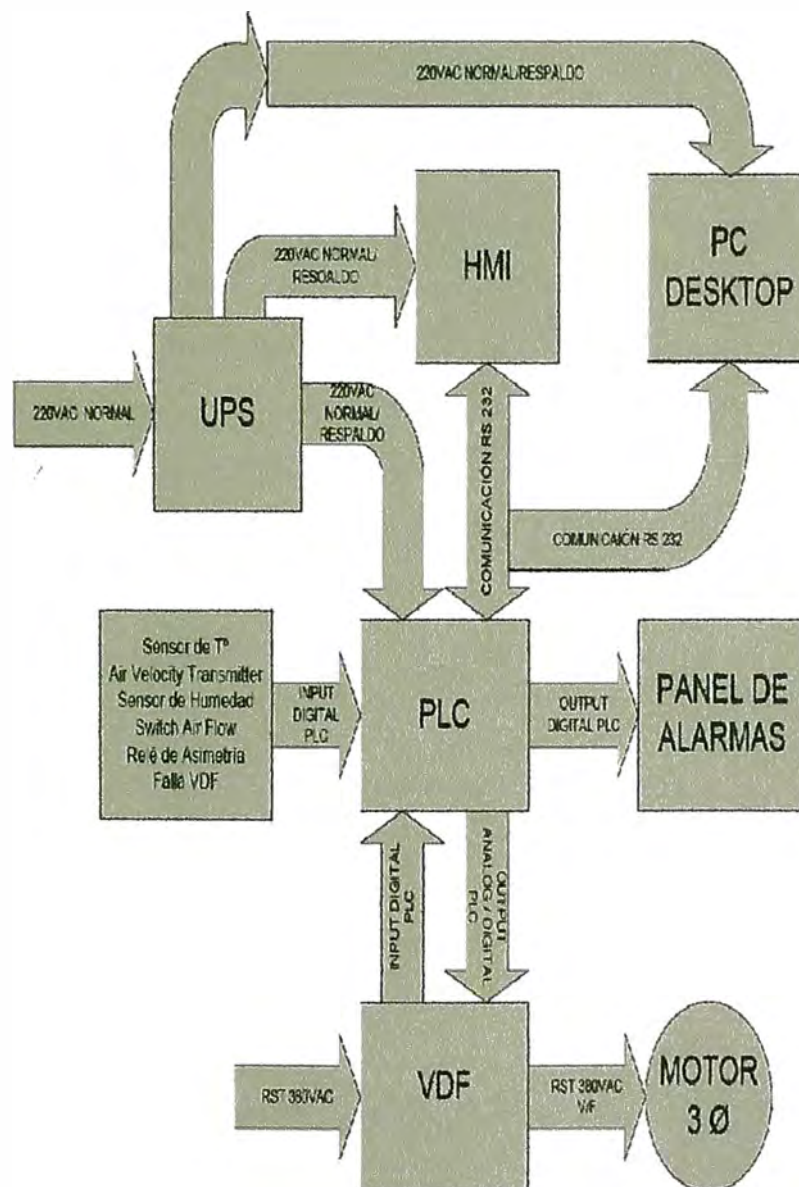 220VAC NORMAL/RESPALDO
PC
DESKTOP
HMI
220VAC NORMAL/
RESOALDO
220VAC NORMAL
UPS
220VAC
NORMAL/
RESPALDO
COMUNICACIÓN RS 232
COMUNICAIÓN RS 232
Sensor de Tº
Air Velocity Transmitter
Sensor de Humedad
Switch Air Flow
Relé de Asimetría
Falla VDF
INPUT
DIGITAL
PLC
PLC
OUTPUT
DIGITAL PLC
PANEL DE
ALARMAS
INPUT DIGITAL
PLC
OUTPUT
ANALOG / DIGITAL
PLC
RST 380VAC
VDF
RST 380VAC
V/F
MOTOR
3 Ø